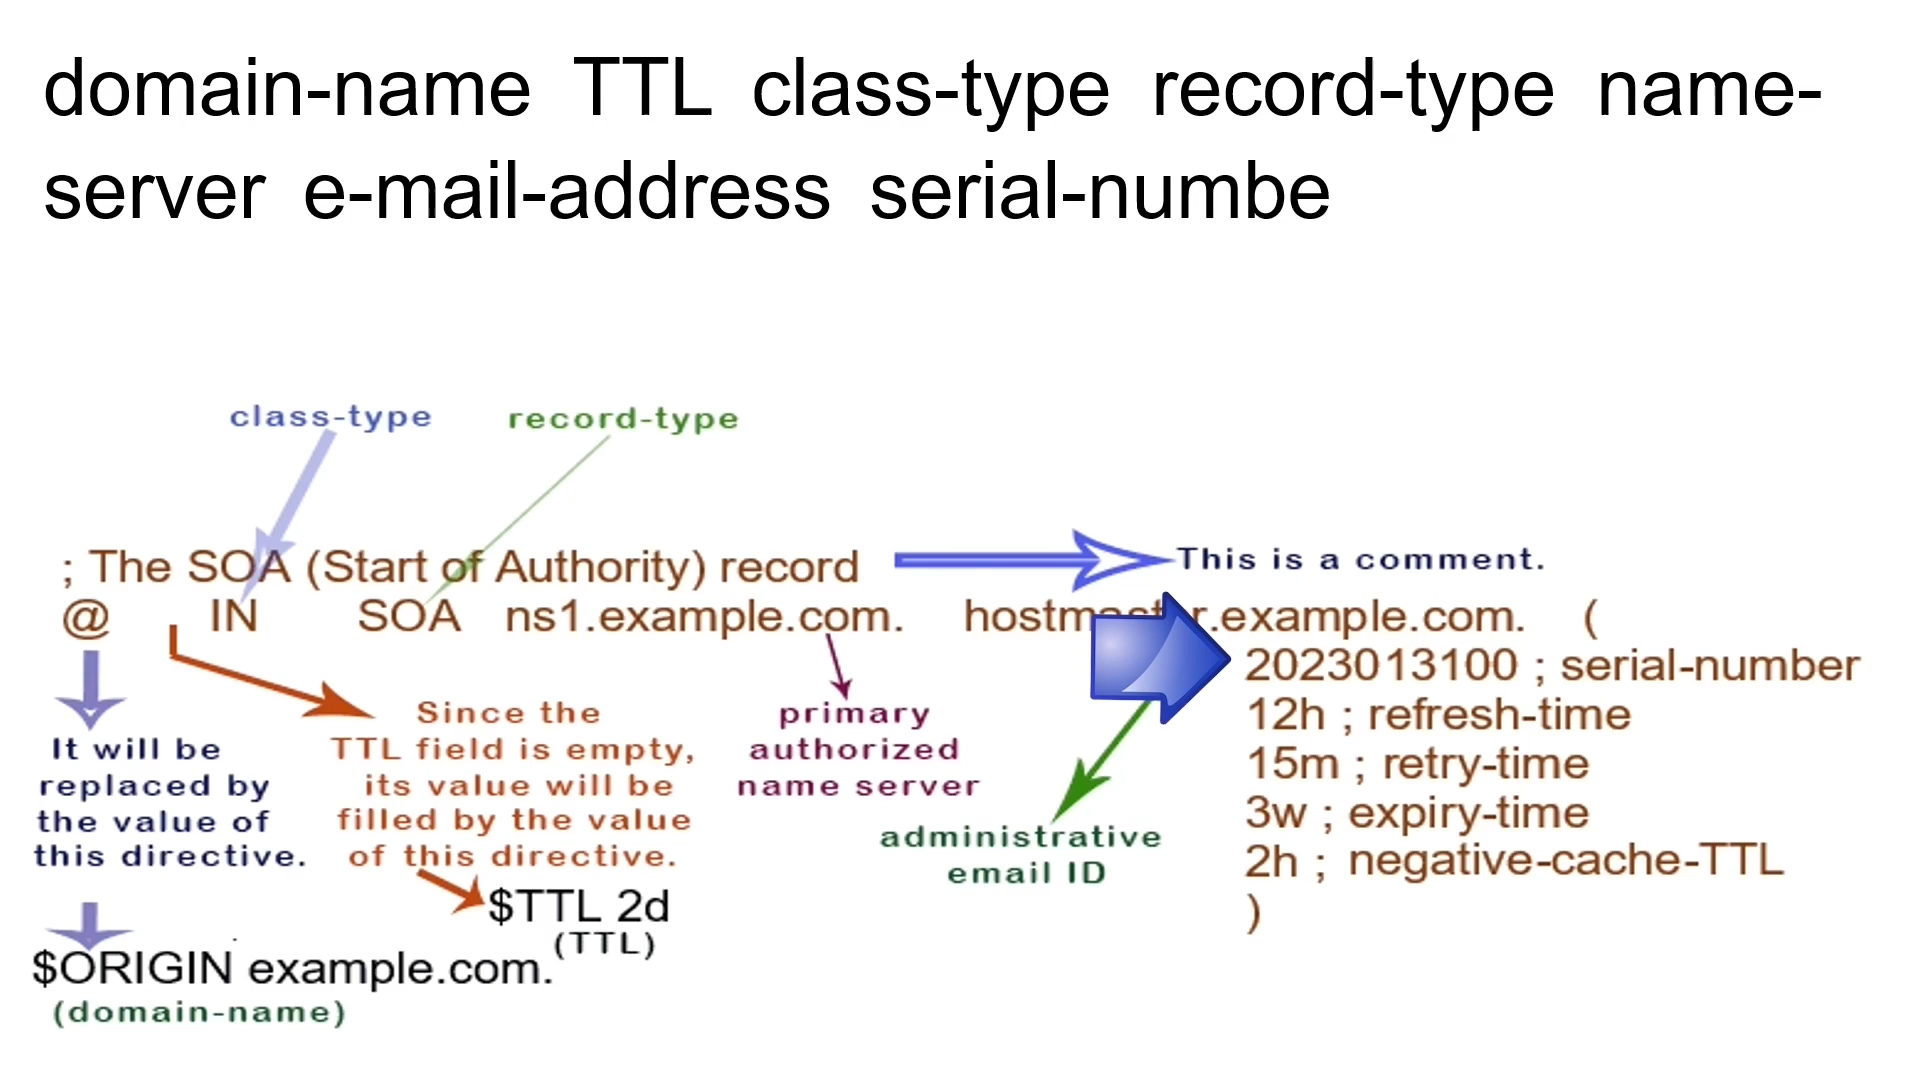 domain-name TTL class-type record-type name-
server e-mail-address serial-numbe
class-type record-type
; The SOA (Start of Authority) record
This is a comment.
@ IN SOA ns1.example.com. hostmaster.example.com. (
2023013100 ; serial-number
12h ; refresh-time
15m ; retry-time
3w ; expiry-time
2h ; negative-cache-TTL
)
It will be
replaced by
the value of
this directive.
Since the
TTL field is empty,
its value will be
filled by the value
of this directive.
primary
authorized
name server
administrative
email ID
$TTL 2d
(TTL)
$ORIGIN example.com.
(domain-name)